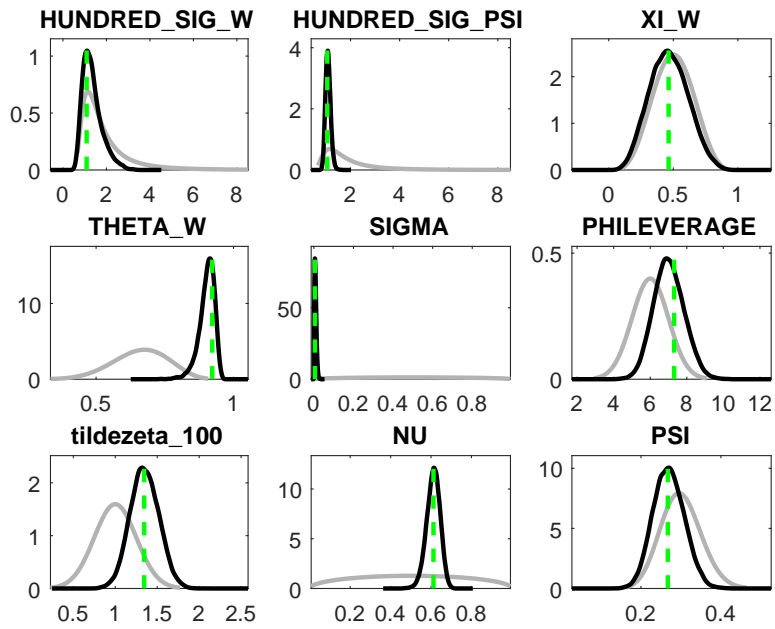 HUNDRED_SIG_W HUNDRED_SIG_PSI XI_W
1 4 2
0.5 2 1
0 0 0
0 2 4 6 8 2 4 6 8 0 0.5 1
THETA_W SIGMA PHILEVERAGE
10 50 0.5
0 0 0
0.5 1 0 0.2 0.4 0.6 0.8 2 4 6 8 10 12
tildezeta_100 NU PSI
2 10 10
1 5 5
0 0 0
0.5 1 1.5 2 2.5 0.2 0.4 0.6 0.8 0.2 0.4